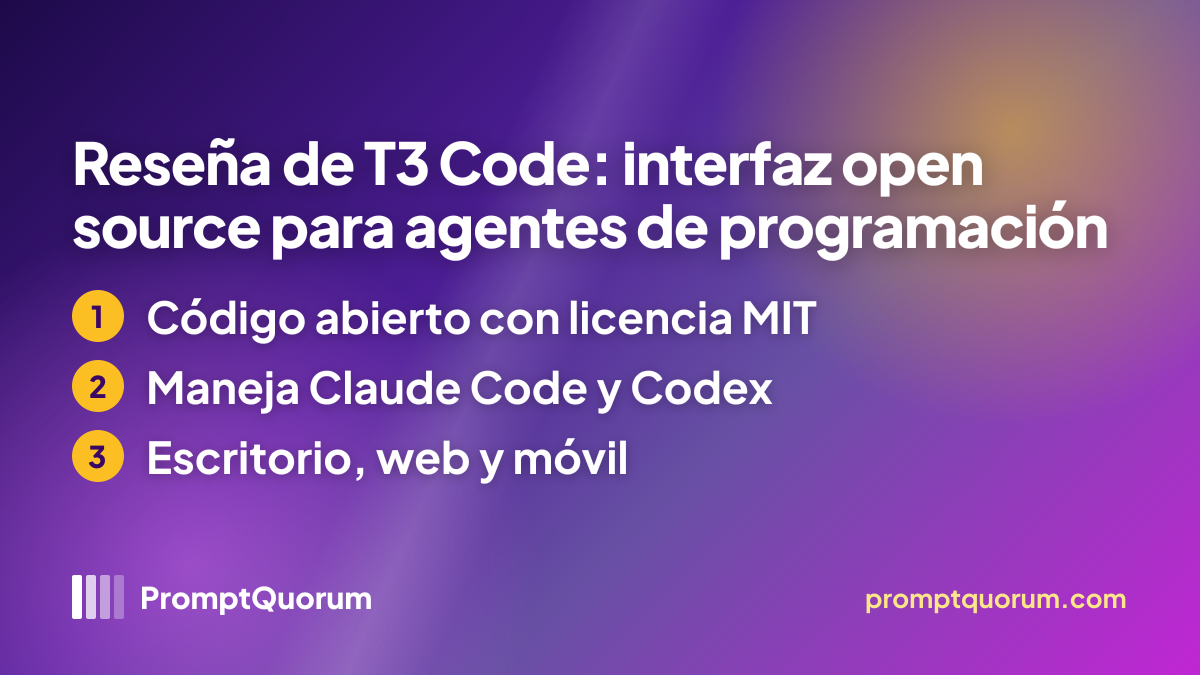 Reseña de T3 Code: interfaz open
source para agentes de programación
1 Código abierto con licencia MIT
2 Maneja Claude Code y Codex
3 Escritorio, web y móvil
PromptQuorum
promptquorum.com